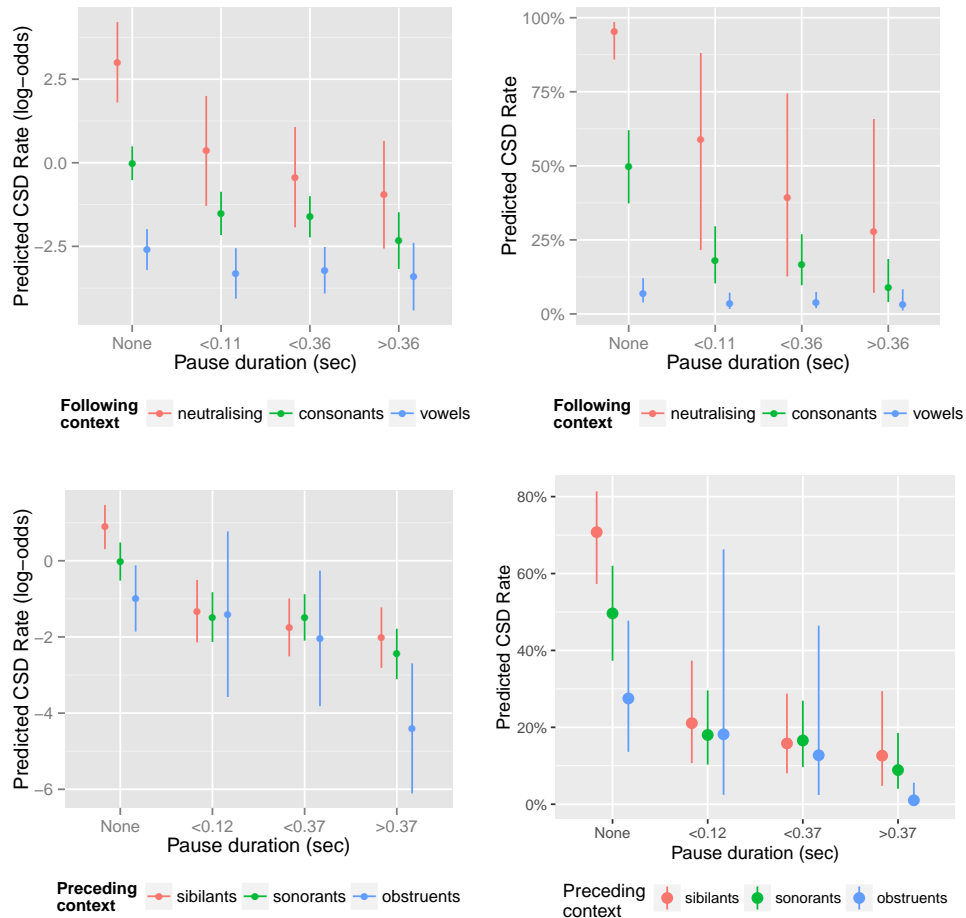 Predicted CSD Rate (log−odds)
2.5
0.0
−2.5
None <0.11 <0.36 >0.36
Pause duration (sec)
Following context neutralising consonants vowels
Predicted CSD Rate
100%
75%
50%
25%
0%
None <0.11 <0.36 >0.36
Pause duration (sec)
Following context neutralising consonants vowels
Predicted CSD Rate (log−odds)
0
−2
−4
−6
None <0.12 <0.37 >0.37
Pause duration (sec)
Preceding context sibilants sonorants obstruents
Predicted CSD Rate
80%
60%
40%
20%
0%
None <0.12 <0.37 >0.37
Pause duration (sec)
Preceding context sibilants sonorants obstruents